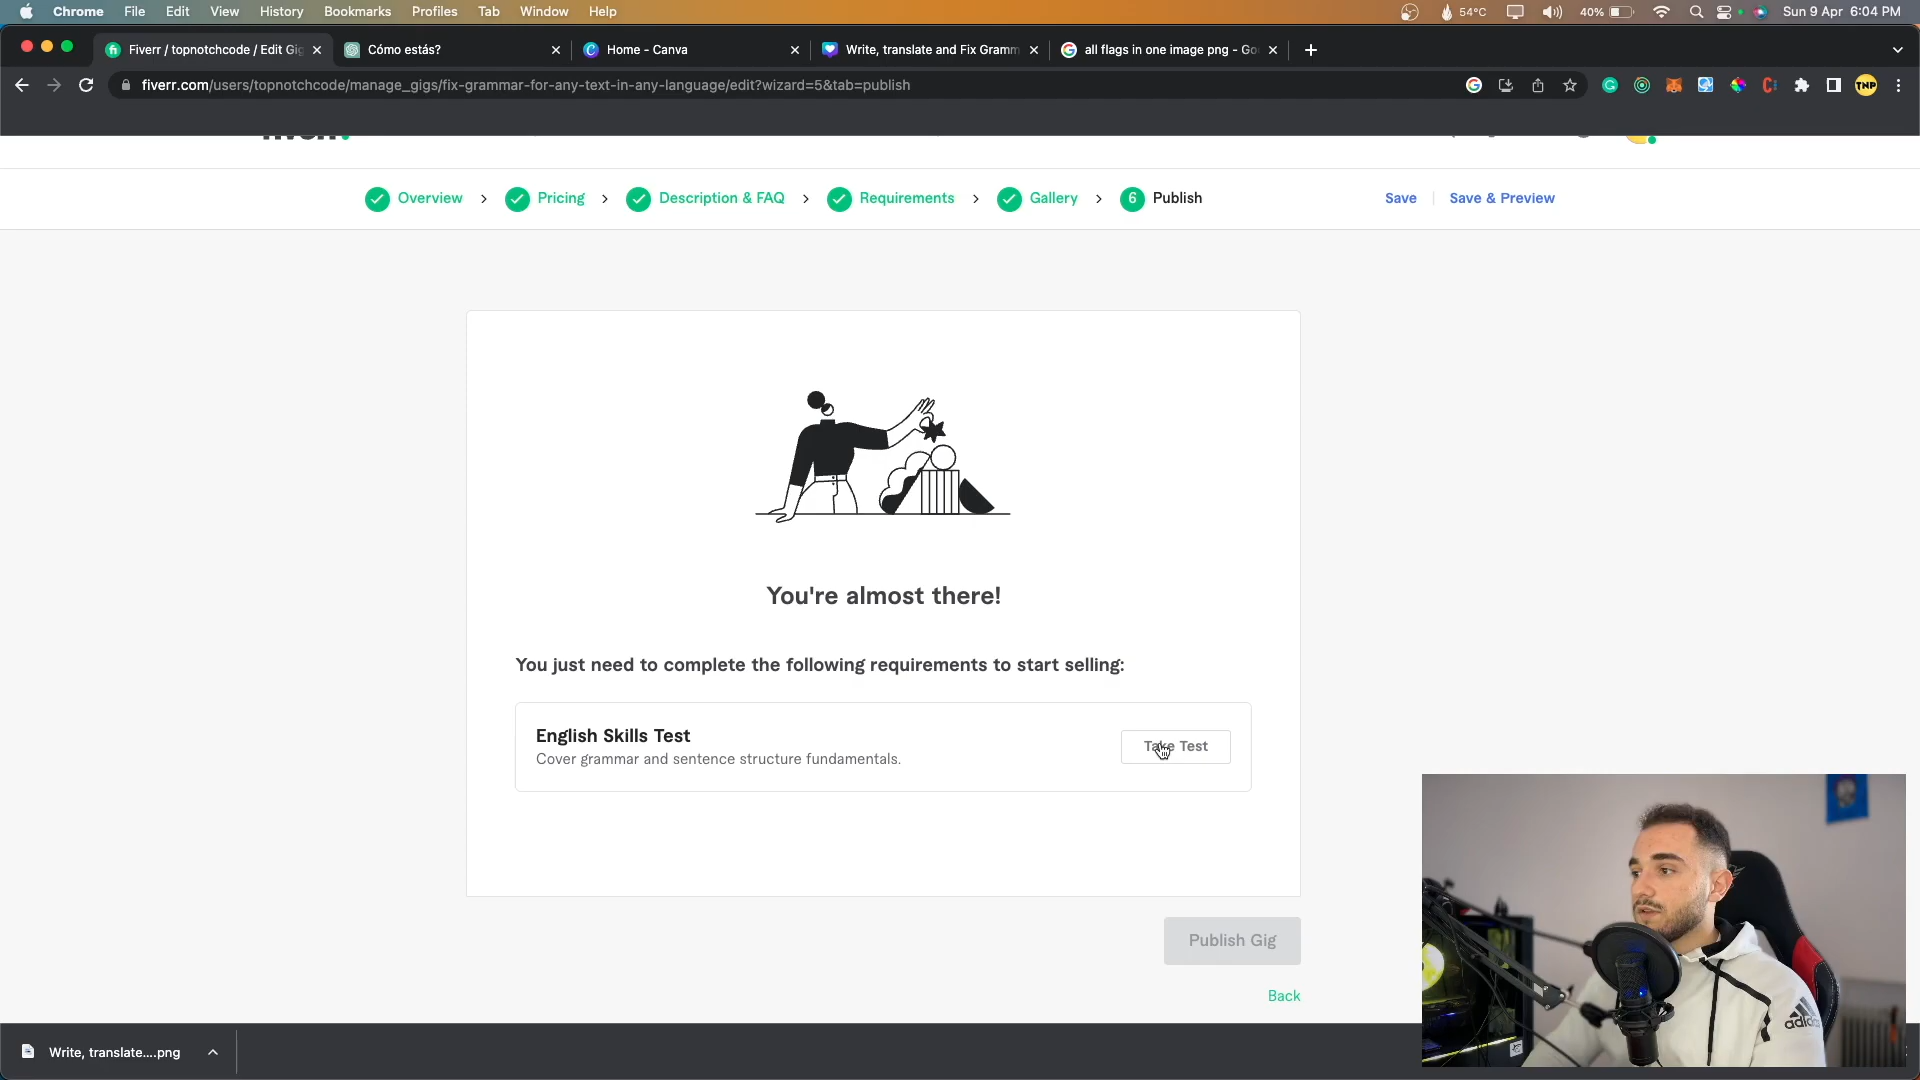 Chrome File Edit View History Bookmarks Profiles Tab Window Help 54°C 40% Sun 9 Apr 6:04 PM
Fiverr / topnotchcode / Edit Gig Cómo estás? Home - Canva Write, translate and Fix Gramm all flags in one image png - Go
fiverr.com/users/topnotchcode/manage_gigs/fix-grammar-for-any-text-in-any-language/edit?wizard=5&tab=publish TNP
Overview Pricing Description & FAQ Requirements Gallery 6 Publish Save Save & Preview
You're almost there!
You just need to complete the following requirements to start selling:
English Skills Test
Take Test
Cover grammar and sentence structure fundamentals.
Publish Gig
Back
Write, translate....png
adidas